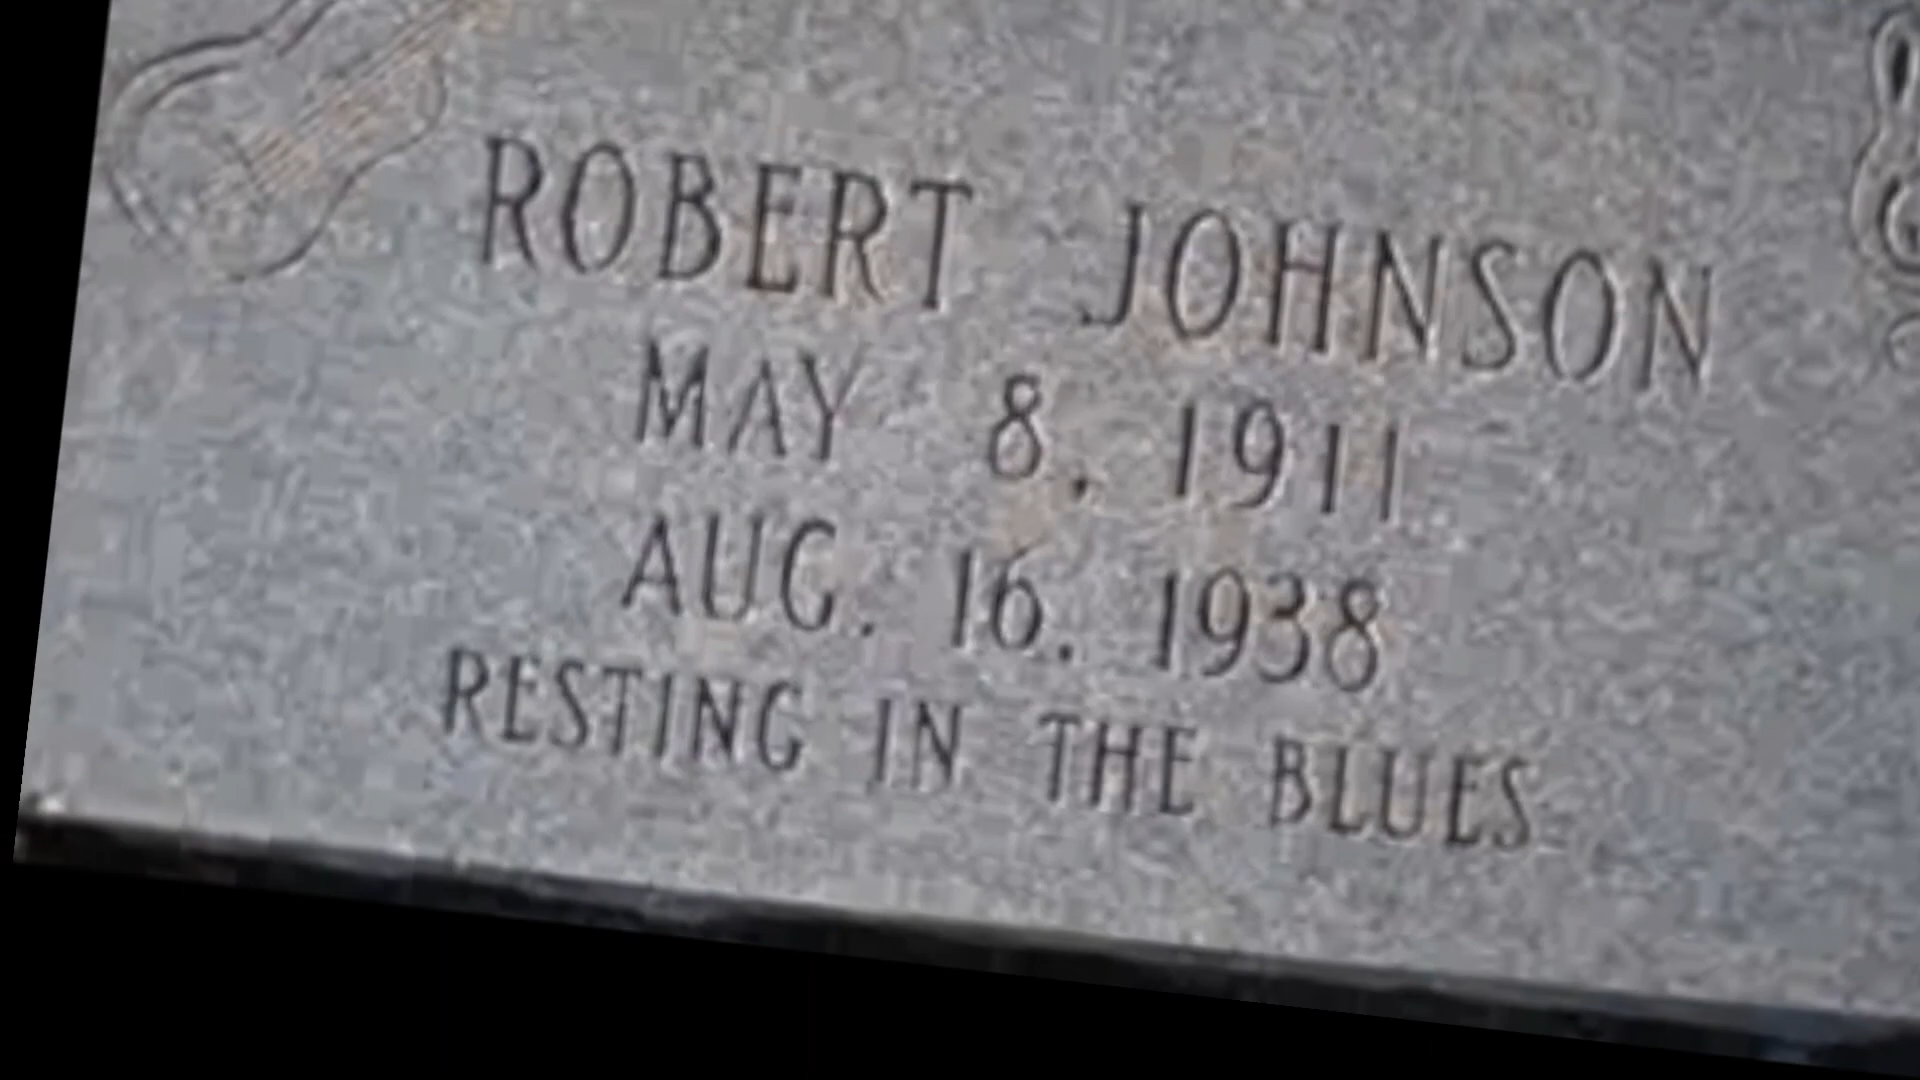 ROBERT JOHNSON
MAY 8, 1911
AUG. 16. 1938
RESTING IN THE BLUES